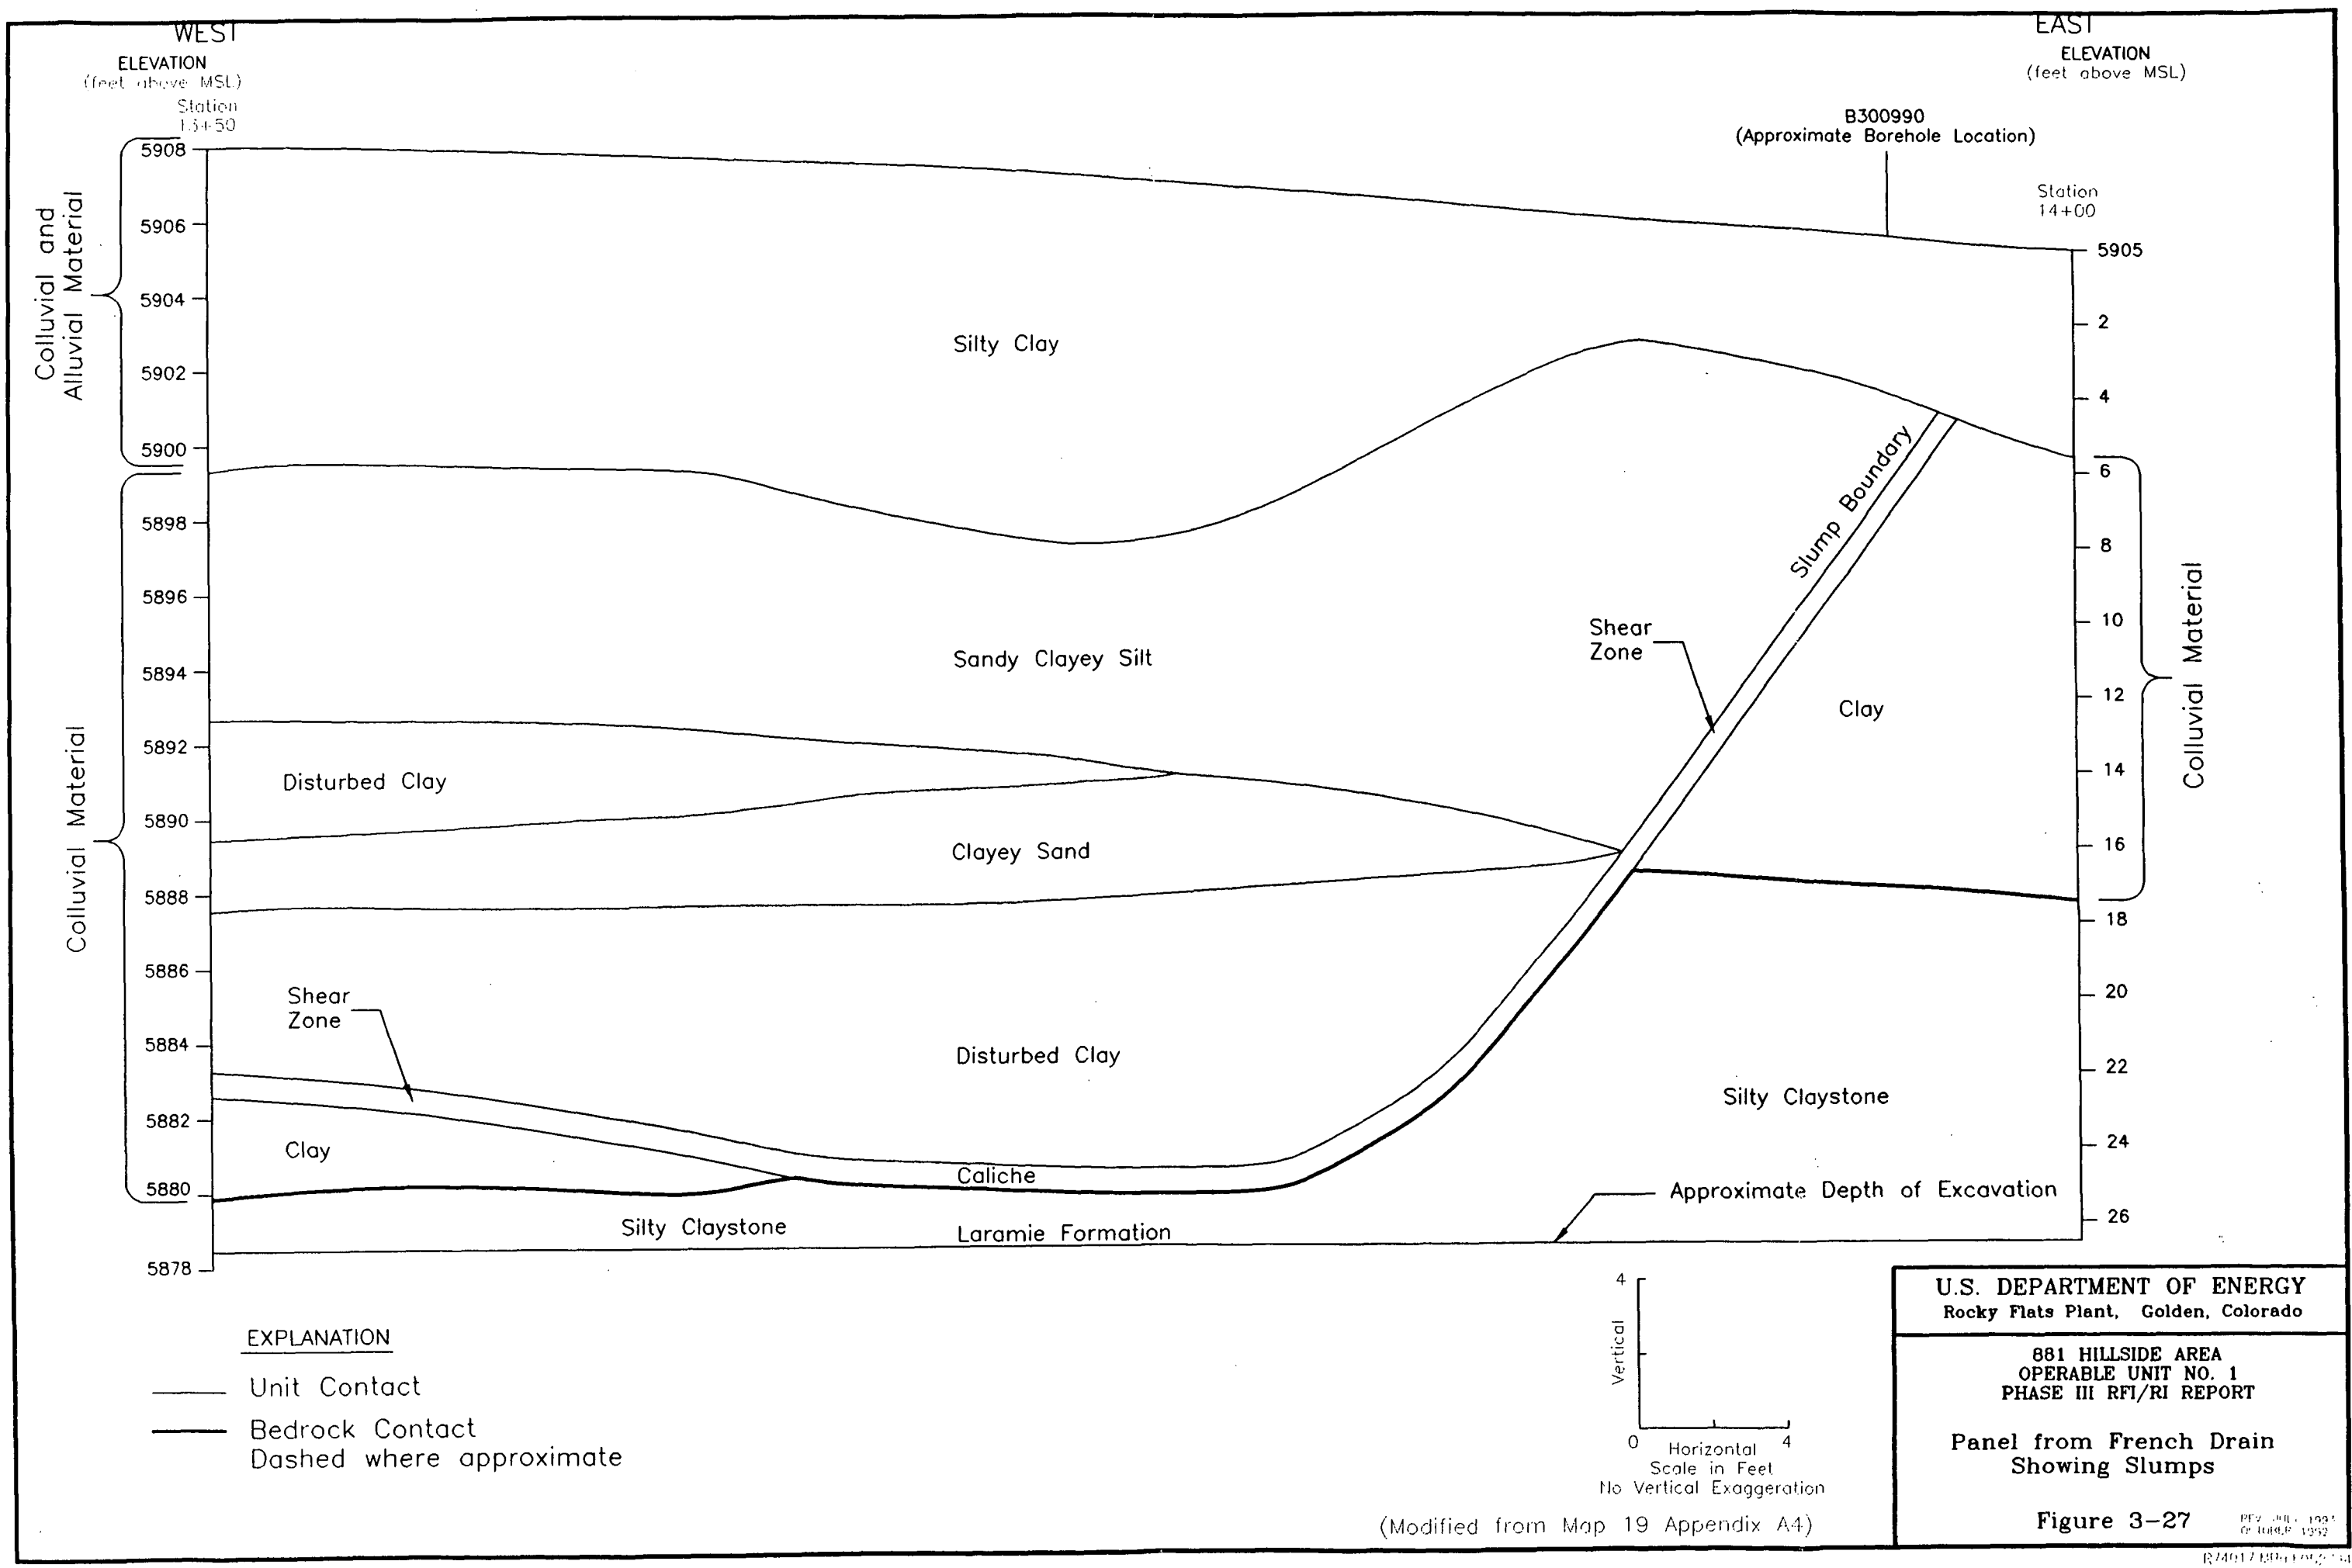 WEST
ELEVATION
(feet above MSL)
Station
13+50
EAST
ELEVATION
(feet above MSL)
B300990
(Approximate Borehole Location)
Station
14+00
5908
5906
5904
5902
5900
5898
5896
5894
5892
5890
5888
5886
5884
5882
5880
5878
5905
2
4
6
8
10
12
14
16
18
20
22
24
26
Colluvial and
Alluvial Material
Colluvial Material
Colluvial Material
Silty Clay
Slump Boundary
Shear
Zone
Sandy Clayey Silt
Clay
Disturbed Clay
Clayey Sand
Shear
Zone
Disturbed Clay
Silty Claystone
Clay
Caliche
Approximate Depth of Excavation
Silty Claystone
Laramie Formation
EXPLANATION
Unit Contact
Bedrock Contact
Dashed where approximate
4
Vertical
0
4
Horizontal
Scale in Feet
No Vertical Exaggeration
(Modified from Map 19 Appendix A4)
U.S. DEPARTMENT OF ENERGY
Rocky Flats Plant, Golden, Colorado
881 HILLSIDE AREA
OPERABLE UNIT NO. 1
PHASE III RFI/RI REPORT
Panel from French Drain
Showing Slumps
Figure 3-27
OCTOBER 1992